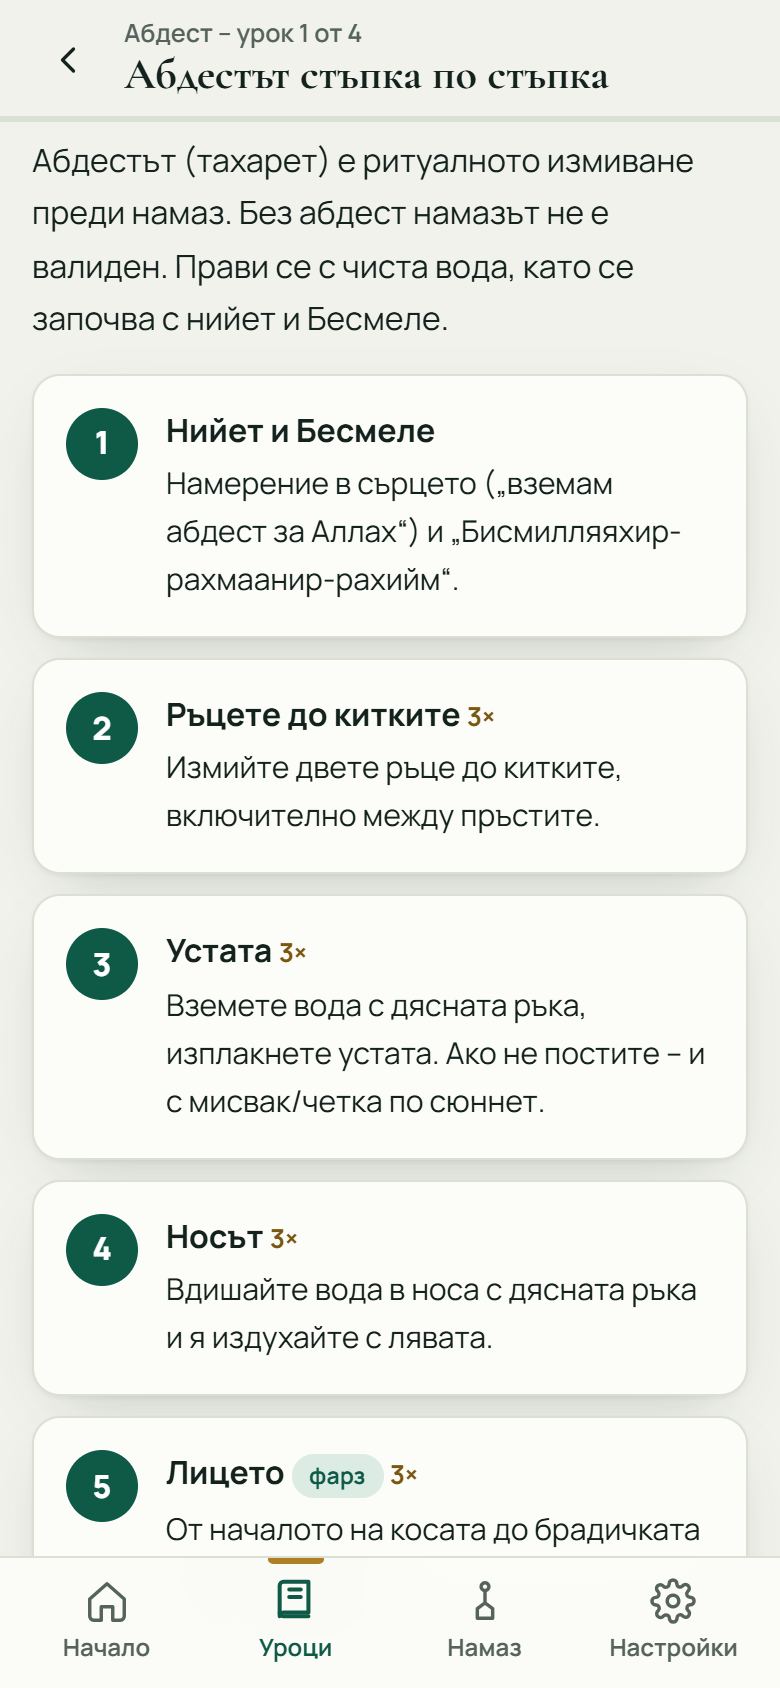 Абдест – урок 1 от 4
Абдестът стъпка по стъпка
Абдестът (тахарет) е ритуалното измиване
преди намаз. Без абдест намазът не е
валиден. Прави се с чиста вода, като се
започва с нийет и Бесмеле.
1
Нийет и Бесмеле
Намерение в сърцето („вземам
абдест за Аллах“) и „Бисмилляяхир-
рахмаанир-рахийм“.
2
Ръцете до китките 3×
Измийте двете ръце до китките,
включително между пръстите.
3
Устата 3×
Вземете вода с дясната ръка,
изплакнете устата. Ако не постите – и
с мисвак/четка по сюннет.
4
Носът 3×
Вдишайте вода в носа с дясната ръка
и я издухайте с лявата.
5
Лицето фарз 3×
От началото на косата до брадичката
Начало Уроци Намаз Настройки